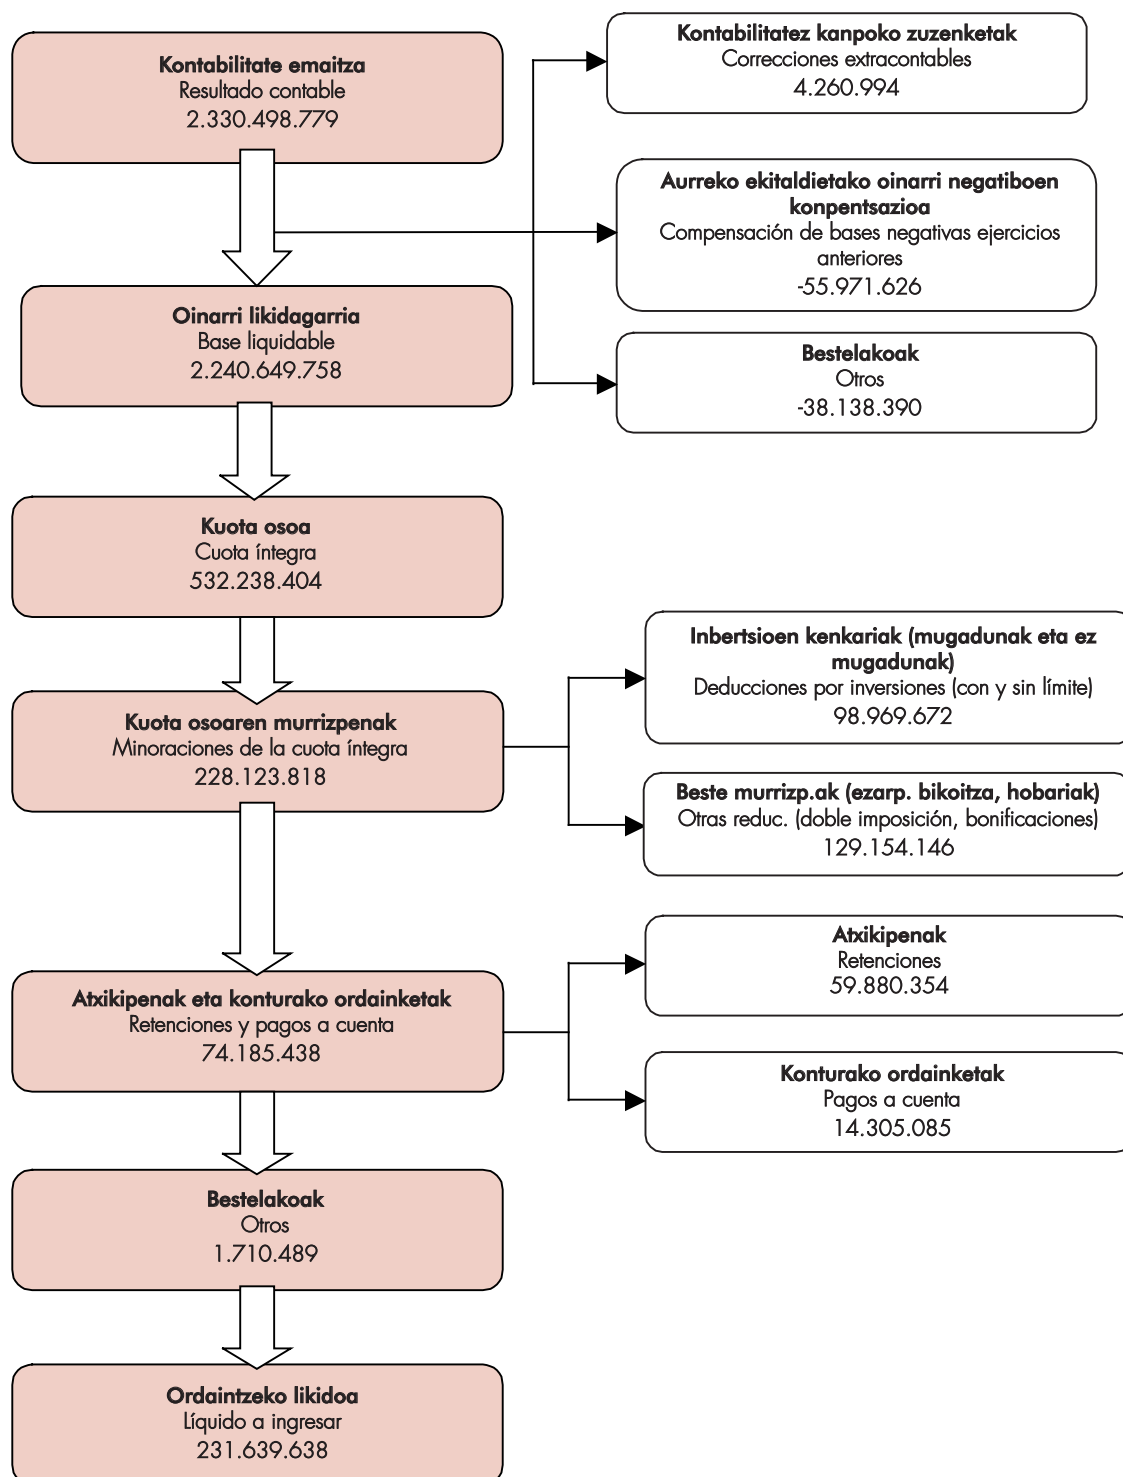 Kontabilitate emaitza
Resultado contable
2.330.498.779
Kontabilitatez kanpoko zuzenketak
Correcciones extracontables
4.260.994
Aurreko ekitaldietako oinarri negatiboen
konpentsazioa
Compensación de bases negativas ejercicios
anteriores
-55.971.626
Oinarri likidagarria
Base liquidable
2.240.649.758
Bestelakoak
Otros
-38.138.390
Kuota osoa
Cuota íntegra
532.238.404
Kuota osoaren murrizpenak
Minoraciones de la cuota íntegra
228.123.818
Inbertsioen kenkariak (mugadunak eta ez
mugadunak)
Deducciones por inversiones (con y sin límite)
98.969.672
Beste murrizp.ak (ezarp. bikoitza, hobariak)
Otras reduc. (doble imposición, bonificaciones)
129.154.146
Atxikipenak eta konturako ordainketak
Retenciones y pagos a cuenta
74.185.438
Atxikipenak
Retenciones
59.880.354
Konturako ordainketak
Pagos a cuenta
14.305.085
Bestelakoak
Otros
1.710.489
Ordaintzeko likidoa
Líquido a ingresar
231.639.638